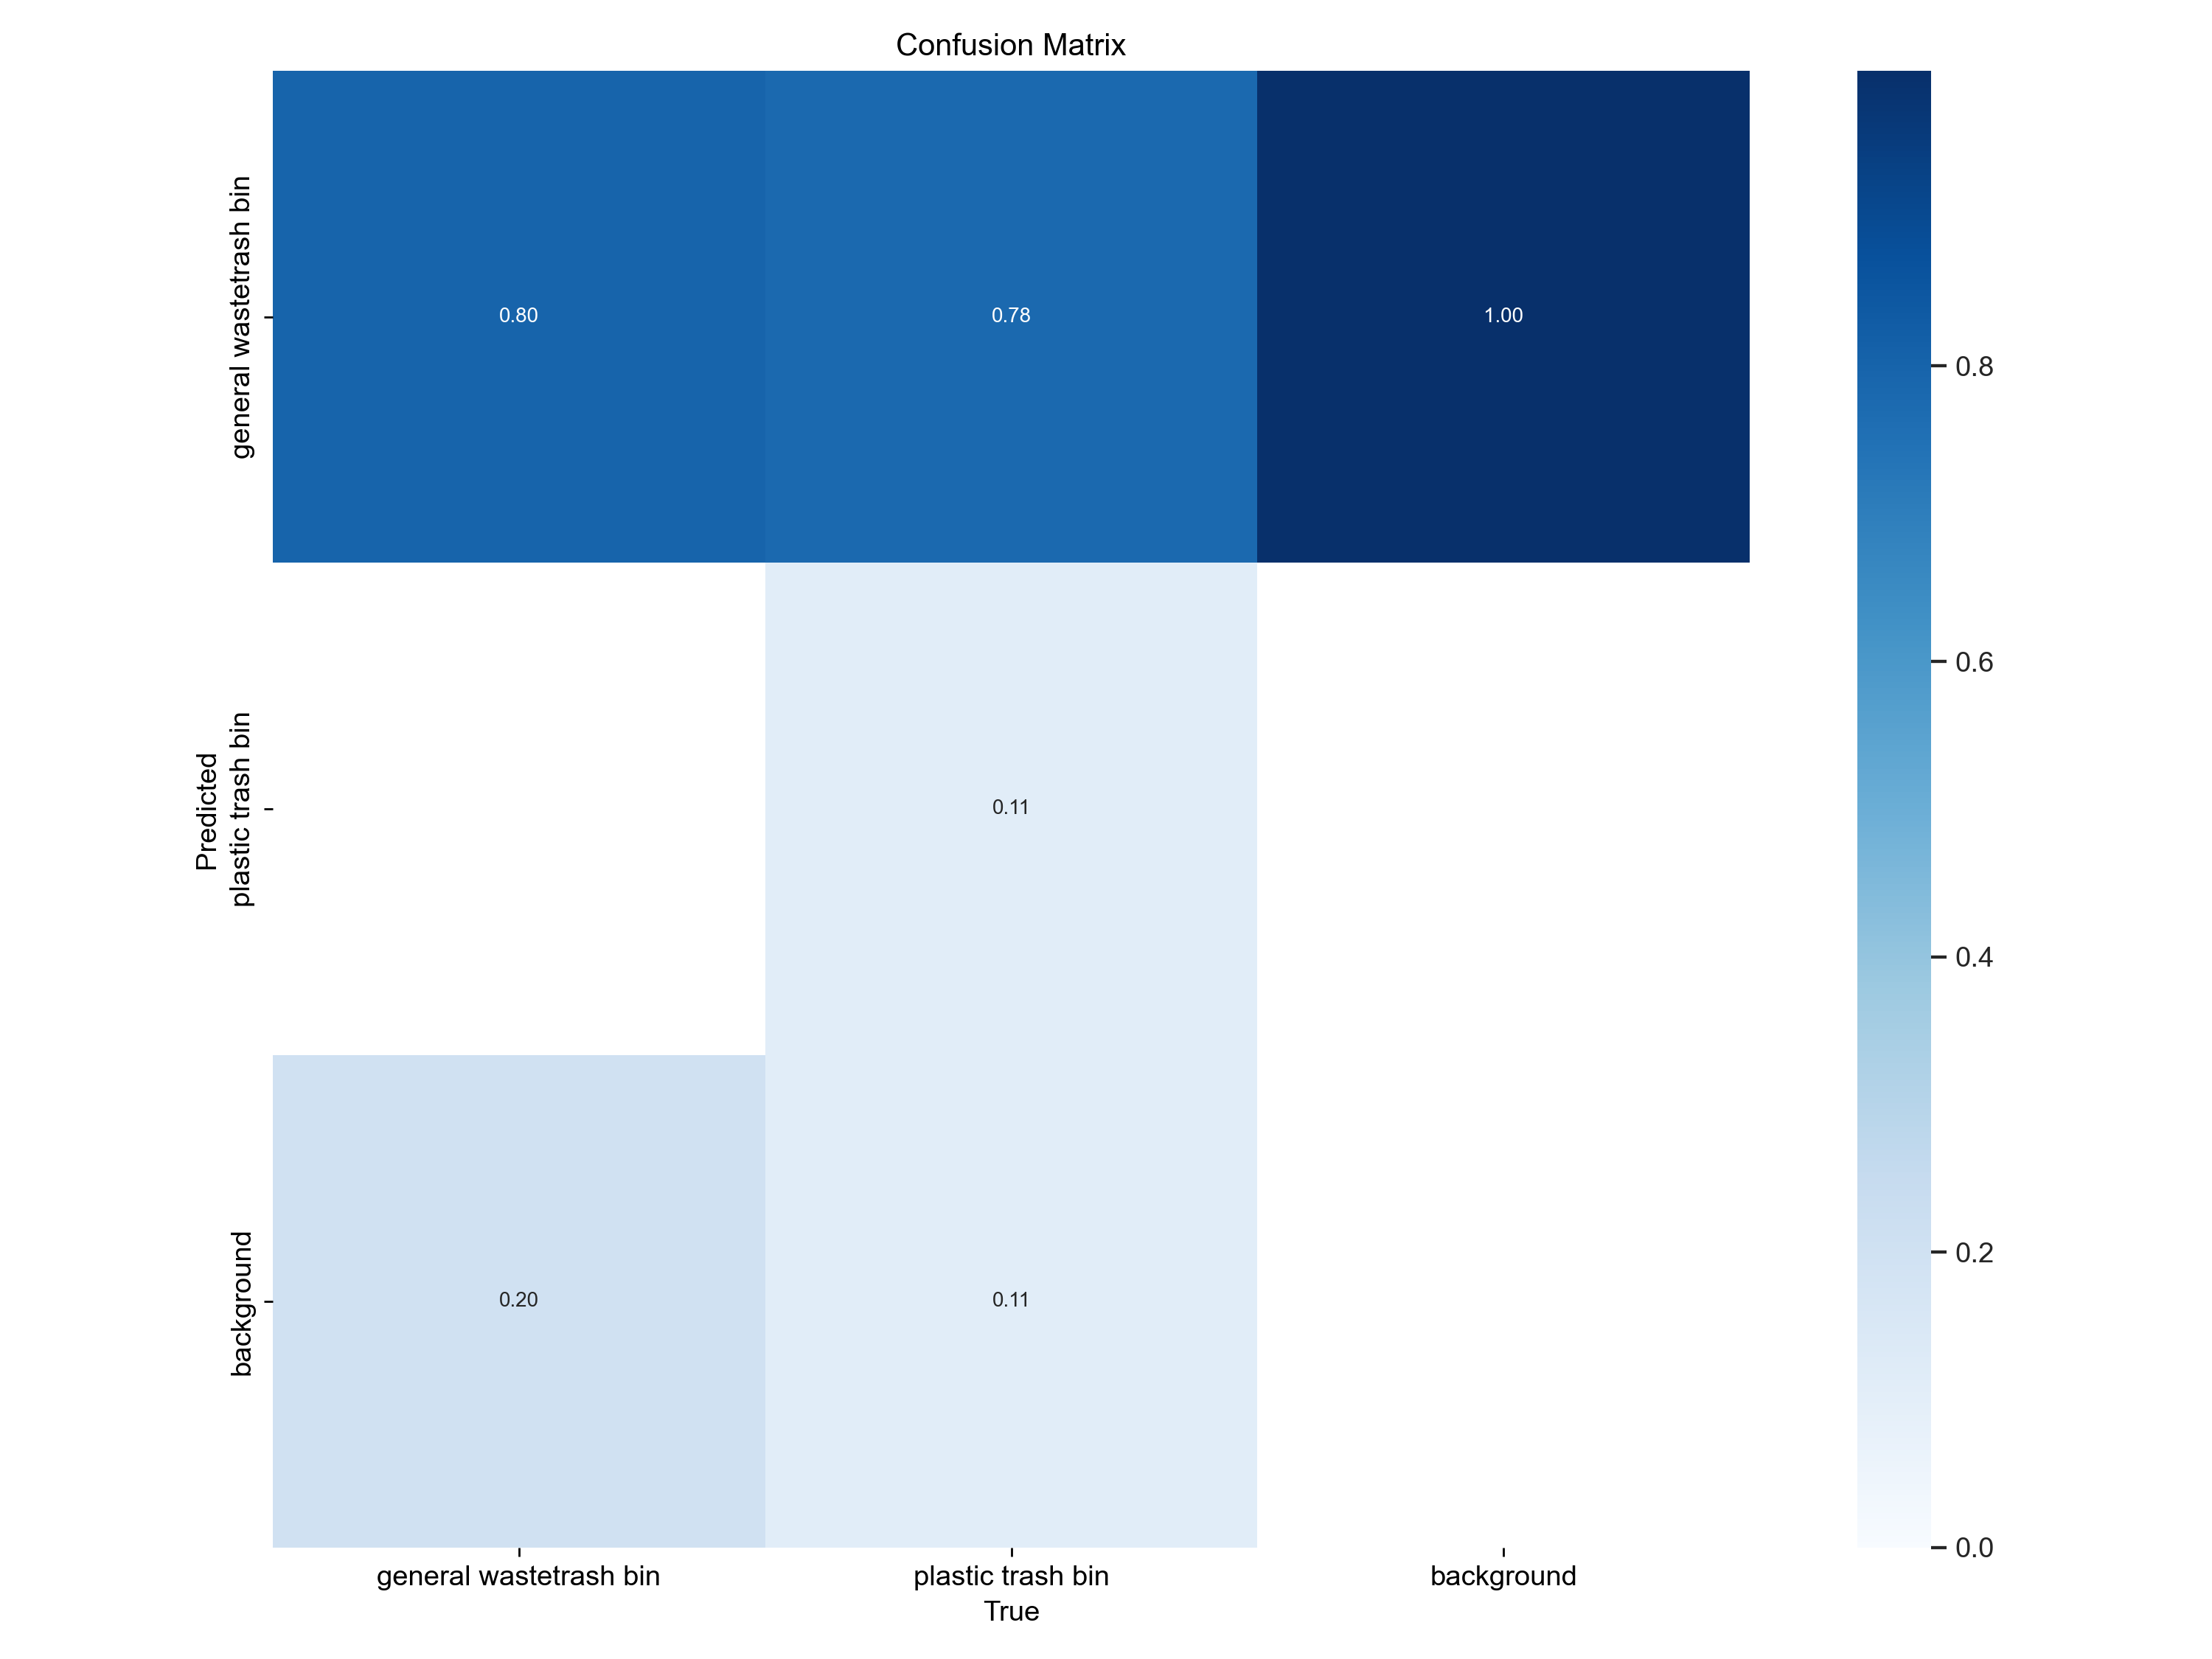 Confusion Matrix
general wastetrash bin
0.80
0.78
1.00
0.8
0.6
Predicted
plastic trash bin
0.11
0.4
background
0.20
0.11
0.2
0.0
general wastetrash bin
plastic trash bin
background
True